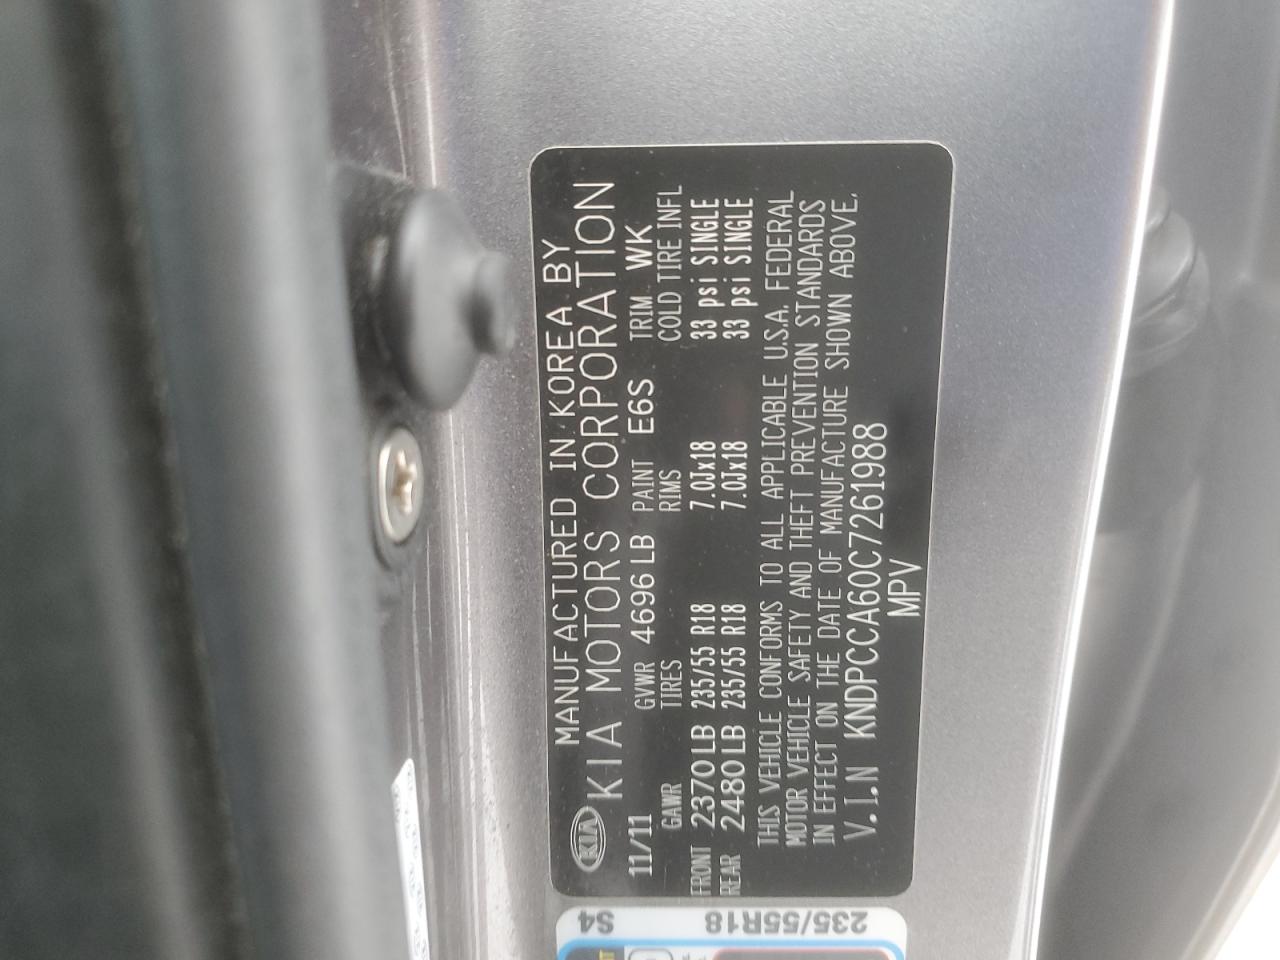 MANUFACTURED IN KOREA BY
KIA KIA MOTORS CORPORATION
11/11 GVWR 4696 LB PAINT E6S TRIM WK
GAWR TIRES RIMS COLD TIRE INFL
FRONT 2370 LB 235/55 R18 7.0Jx18 33 psi SINGLE
REAR 2480 LB 235/55 R18 7.0Jx18 33 psi SINGLE
THIS VEHICLE CONFORMS TO ALL APPLICABLE U.S.A. FEDERAL
MOTOR VEHICLE SAFETY AND THEFT PREVENTION STANDARDS
IN EFFECT ON THE DATE OF MANUFACTURE SHOWN ABOVE.
V.I.N KNDPCCA60C7261988
MPV
S4
235/55R18